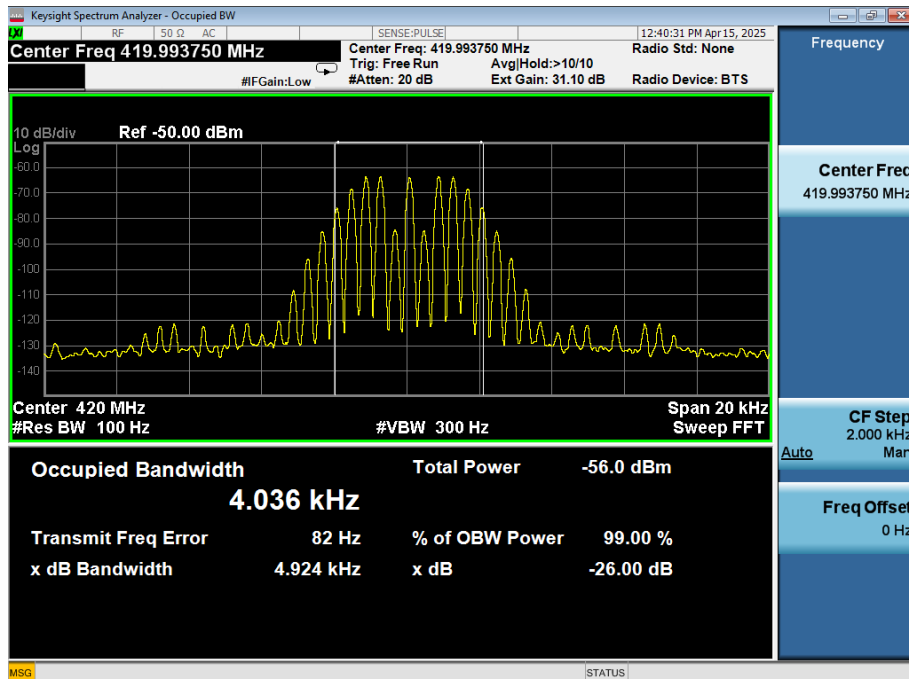 Keysight Spectrum Analyzer - Occupied BW
LXI RF 50 Ω AC SENSE:PULSE 12:40:31 PM Apr 15, 2025
Center Freq 419.993750 MHz
Center Freq: 419.993750 MHz Radio Std: None
Trig: Free Run Avg|Hold:>10/10
#IFGain:Low #Atten: 20 dB Ext Gain: 31.10 dB Radio Device: BTS
10 dB/div Ref -50.00 dBm
Log
-60.0
-70.0
-80.0
-90.0
-100
-110
-120
-130
-140
Center 420 MHz Span 20 kHz
#Res BW 100 Hz #VBW 300 Hz Sweep FFT
Occupied Bandwidth Total Power -56.0 dBm
4.036 kHz
Transmit Freq Error 82 Hz % of OBW Power 99.00 %
x dB Bandwidth 4.924 kHz x dB -26.00 dB
MSG STATUS
Frequency
Center Freq
419.993750 MHz
CF Step
2.000 kHz
Auto Man
Freq Offset
0 Hz